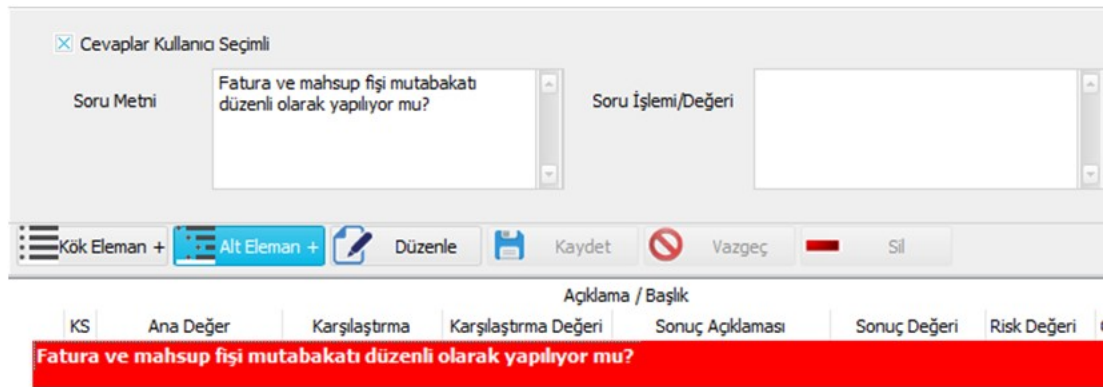 Cevaplar Kullanıcı Seçimli
Soru Metni
Fatura ve mahsup fişi mutabakatı
düzenli olarak yapılıyor mu?
Soru İşlemi/Değeri
Kök Eleman + Alt Eleman + Düzenle Kaydet Vazgeç Sil
Açıklama / Başlık
KS Ana Değer Karşılaştırma Karşılaştırma Değeri Sonuç Açıklaması Sonuç Değeri Risk Değeri
Fatura ve mahsup fişi mutabakatı düzenli olarak yapılıyor mu?